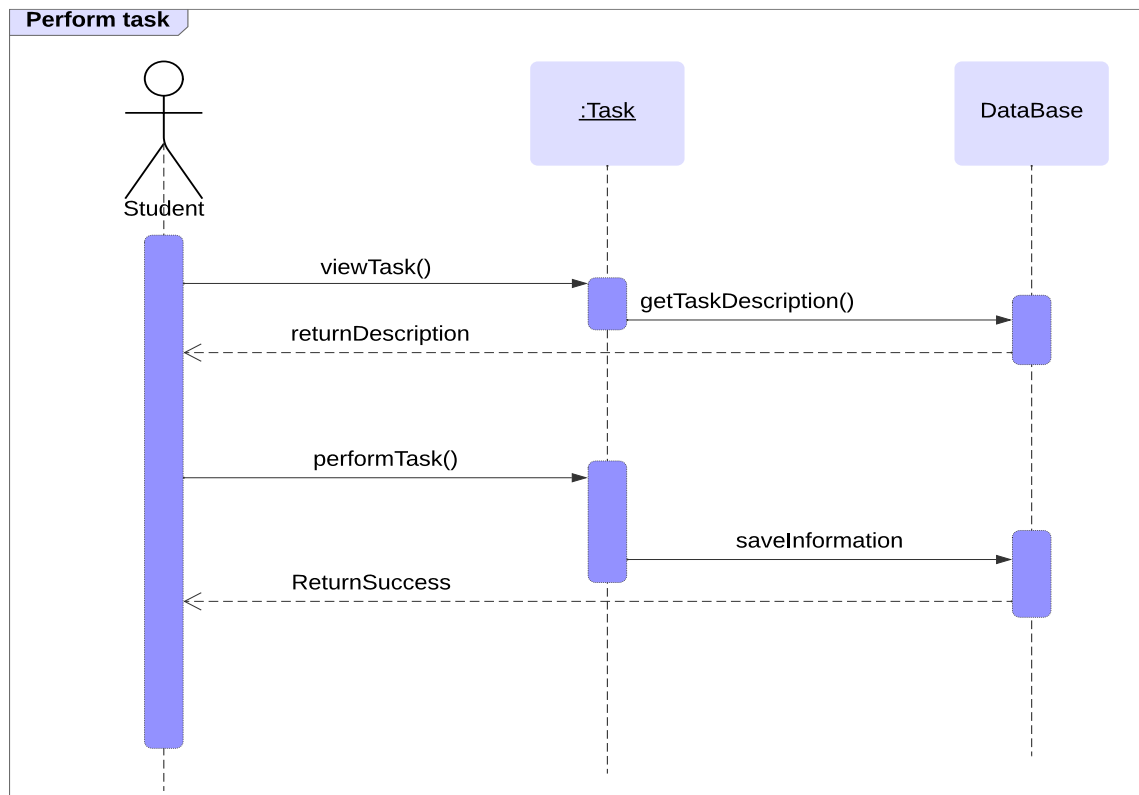 Perform task
:Task
DataBase
Student
viewTask()
getTaskDescription()
returnDescription
performTask()
saveInformation
ReturnSuccess